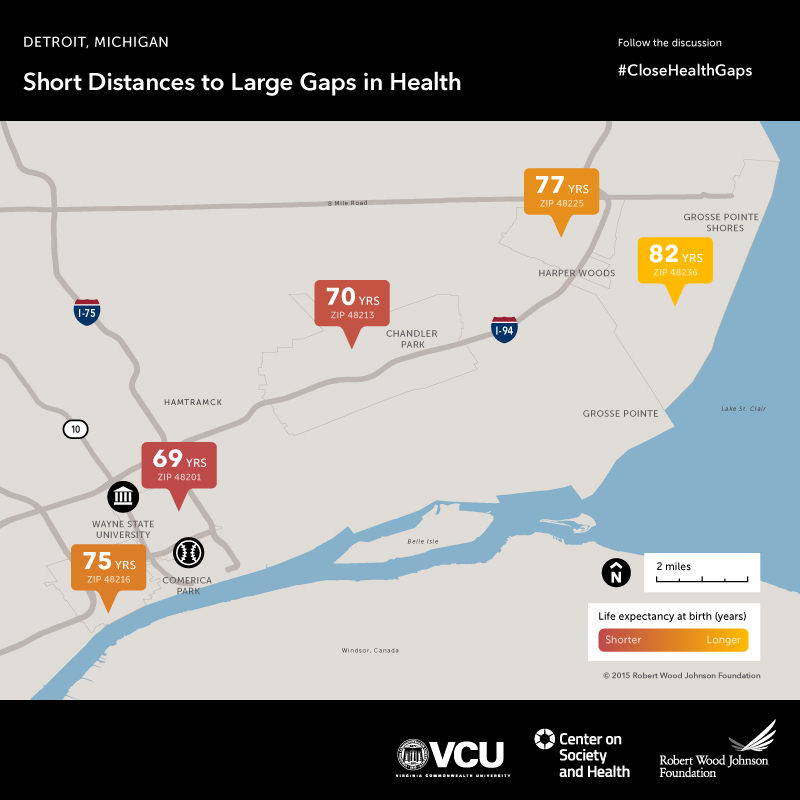 DETROIT, MICHIGAN
Short Distances to Large Gaps in Health
Follow the discussion
#CloseHealthGaps
77 YRS
ZIP 48225
8 Mile Road
GROSSE POINTE
SHORES
82 YRS
ZIP 48236
HARPER WOODS
70 YRS
ZIP 48213
I-75
I-94
CHANDLER
PARK
HAMTRAMCK
GROSSE POINTE
Lake St. Clair
10
69 YRS
ZIP 48201
WAYNE STATE
UNIVERSITY
Belle Isle
75 YRS
ZIP 48216
COMERICA
PARK
N
2 miles
Life expectancy at birth (years)
Shorter
Longer
Windsor, Canada
© 2015 Robert Wood Johnson Foundation
VCU
VIRGINIA COMMONWEALTH UNIVERSITY
Center on
Society
and Health
Robert Wood Johnson
Foundation